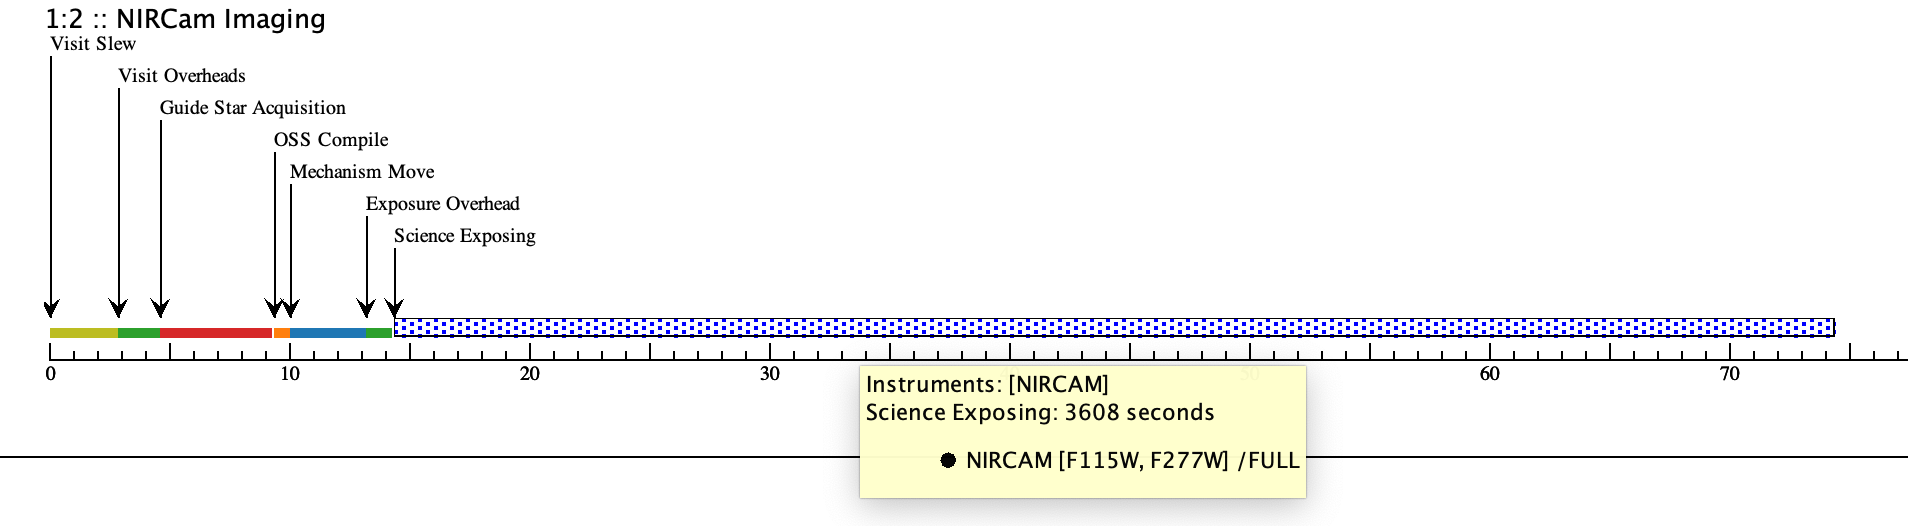 1:2 :: NIRCam Imaging
Visit Slew
Visit Overheads
Guide Star Acquisition
OSS Compile
Mechanism Move
Exposure Overhead
Science Exposing
0 10 20 30 50 60 70
Instruments: [NIRCAM]
Science Exposing: 3608 seconds
● NIRCAM [F115W, F277W] /FULL